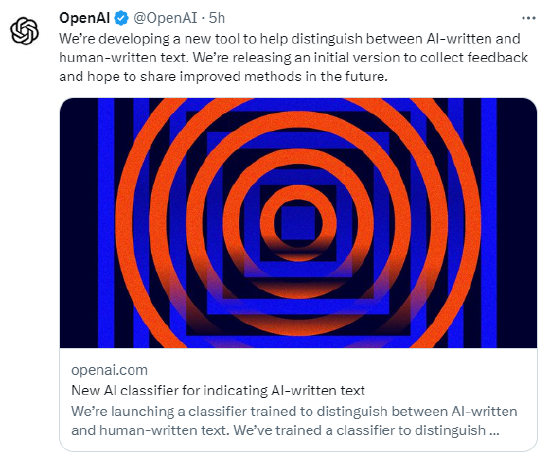 OpenAI @OpenAI · 5h
We're developing a new tool to help distinguish between AI-written and
human-written text. We're releasing an initial version to collect feedback
and hope to share improved methods in the future.
openai.com
New AI classifier for indicating AI-written text
We're launching a classifier trained to distinguish between AI-written
and human-written text. We've trained a classifier to distinguish ...